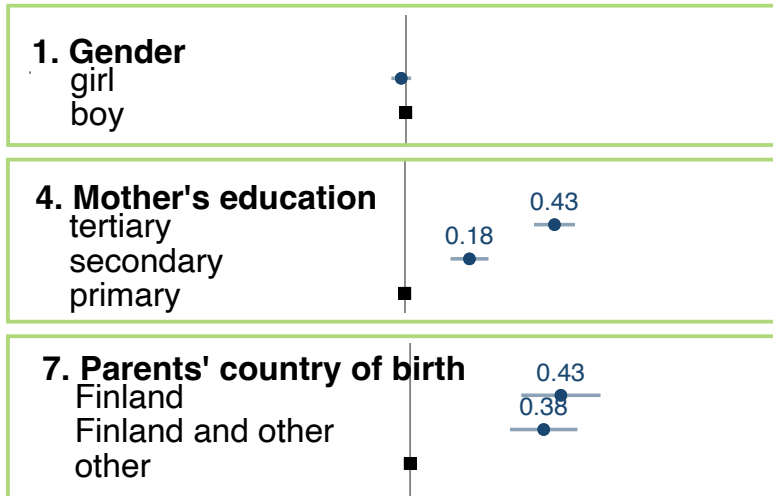 1. Gender
girl
boy
4. Mother's education
0.43
tertiary
0.18
secondary
primary
7. Parents' country of birth
0.43
Finland
0.38
Finland and other
other